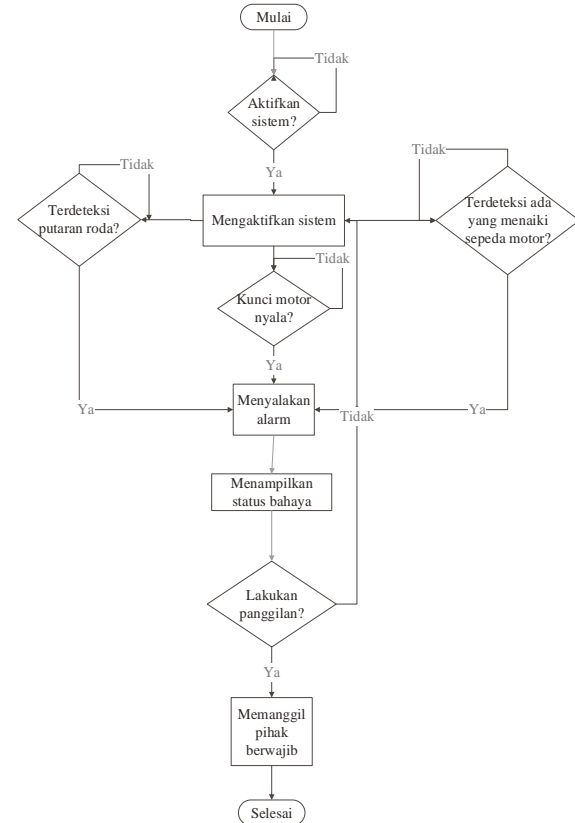 Mulai
Tidak
Aktifkan
sistem?
Ya
Tidak
Terdeteksi
putaran roda?
Mengaktifkan sistem
Tidak
Terdeteksi ada
yang menaiki
sepeda motor?
Tidak
Kunci motor
nyala?
Ya
Ya
Menyalakan
alarm
Tidak
Ya
Menampilkan
status bahaya
Lakukan
panggilan?
Ya
Memanggil
pihak
berwajib
Selesai